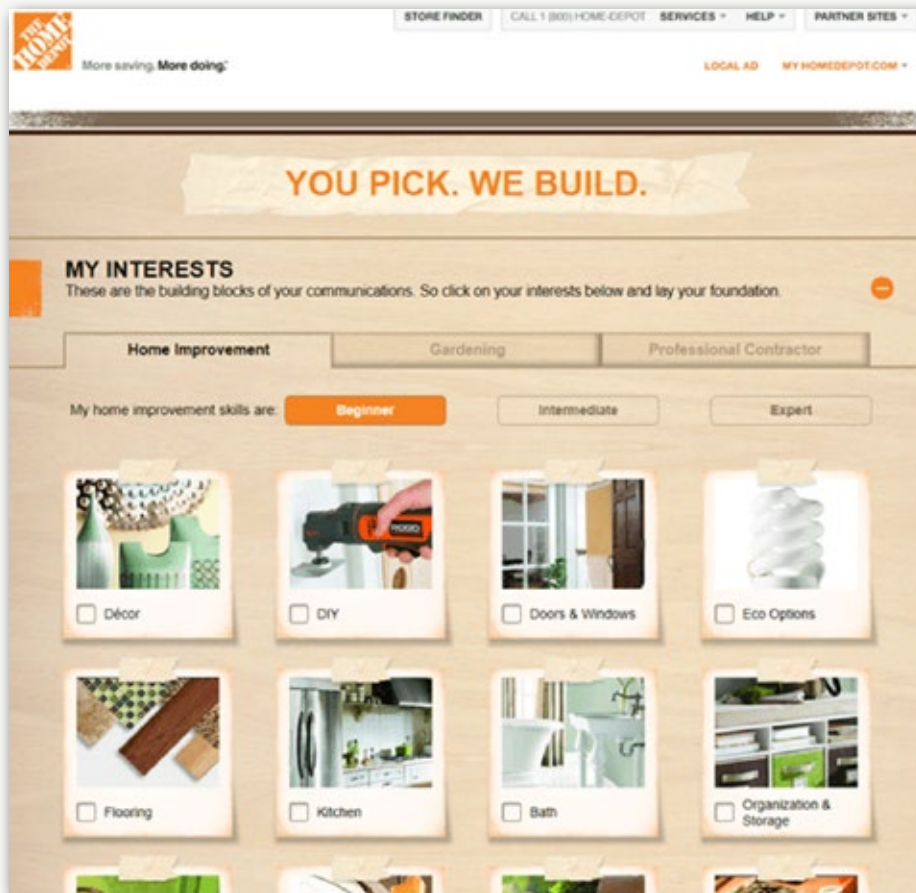 STORE FINDER
CALL 1 (800) HOME-DEPOT
SERVICES
HELP
PARTNER SITES
THE HOME DEPOT
More saving. More doing.®
LOCAL AD
MY HOMEDEPOT.COM
YOU PICK. WE BUILD.
MY INTERESTS
These are the building blocks of your communications. So click on your interests below and lay your foundation.
Home Improvement
Gardening
Professional Contractor
My home improvement skills are:
Beginner
Intermediate
Expert
RIDGID
Décor
DIY
Doors & Windows
Eco Options
Flooring
Kitchen
Bath
Organization &
Storage